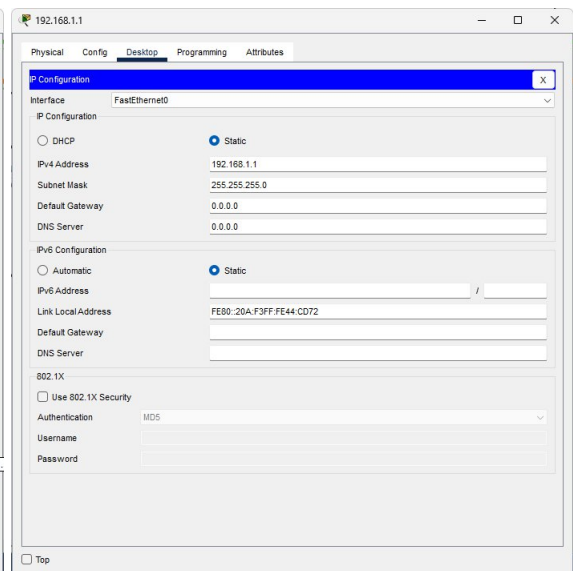 192.168.1.1
Physical Config Desktop Programming Attributes
IP Configuration X
Interface FastEthernet0
IP Configuration
DHCP Static
IPv4 Address 192.168.1.1
Subnet Mask 255.255.255.0
Default Gateway 0.0.0.0
DNS Server 0.0.0.0
IPv6 Configuration
Automatic Static
IPv6 Address /
Link Local Address FE80::20A:F3FF:FE44:CD72
Default Gateway
DNS Server
802.1X
Use 802.1X Security
Authentication MD5
Username
Password
Top